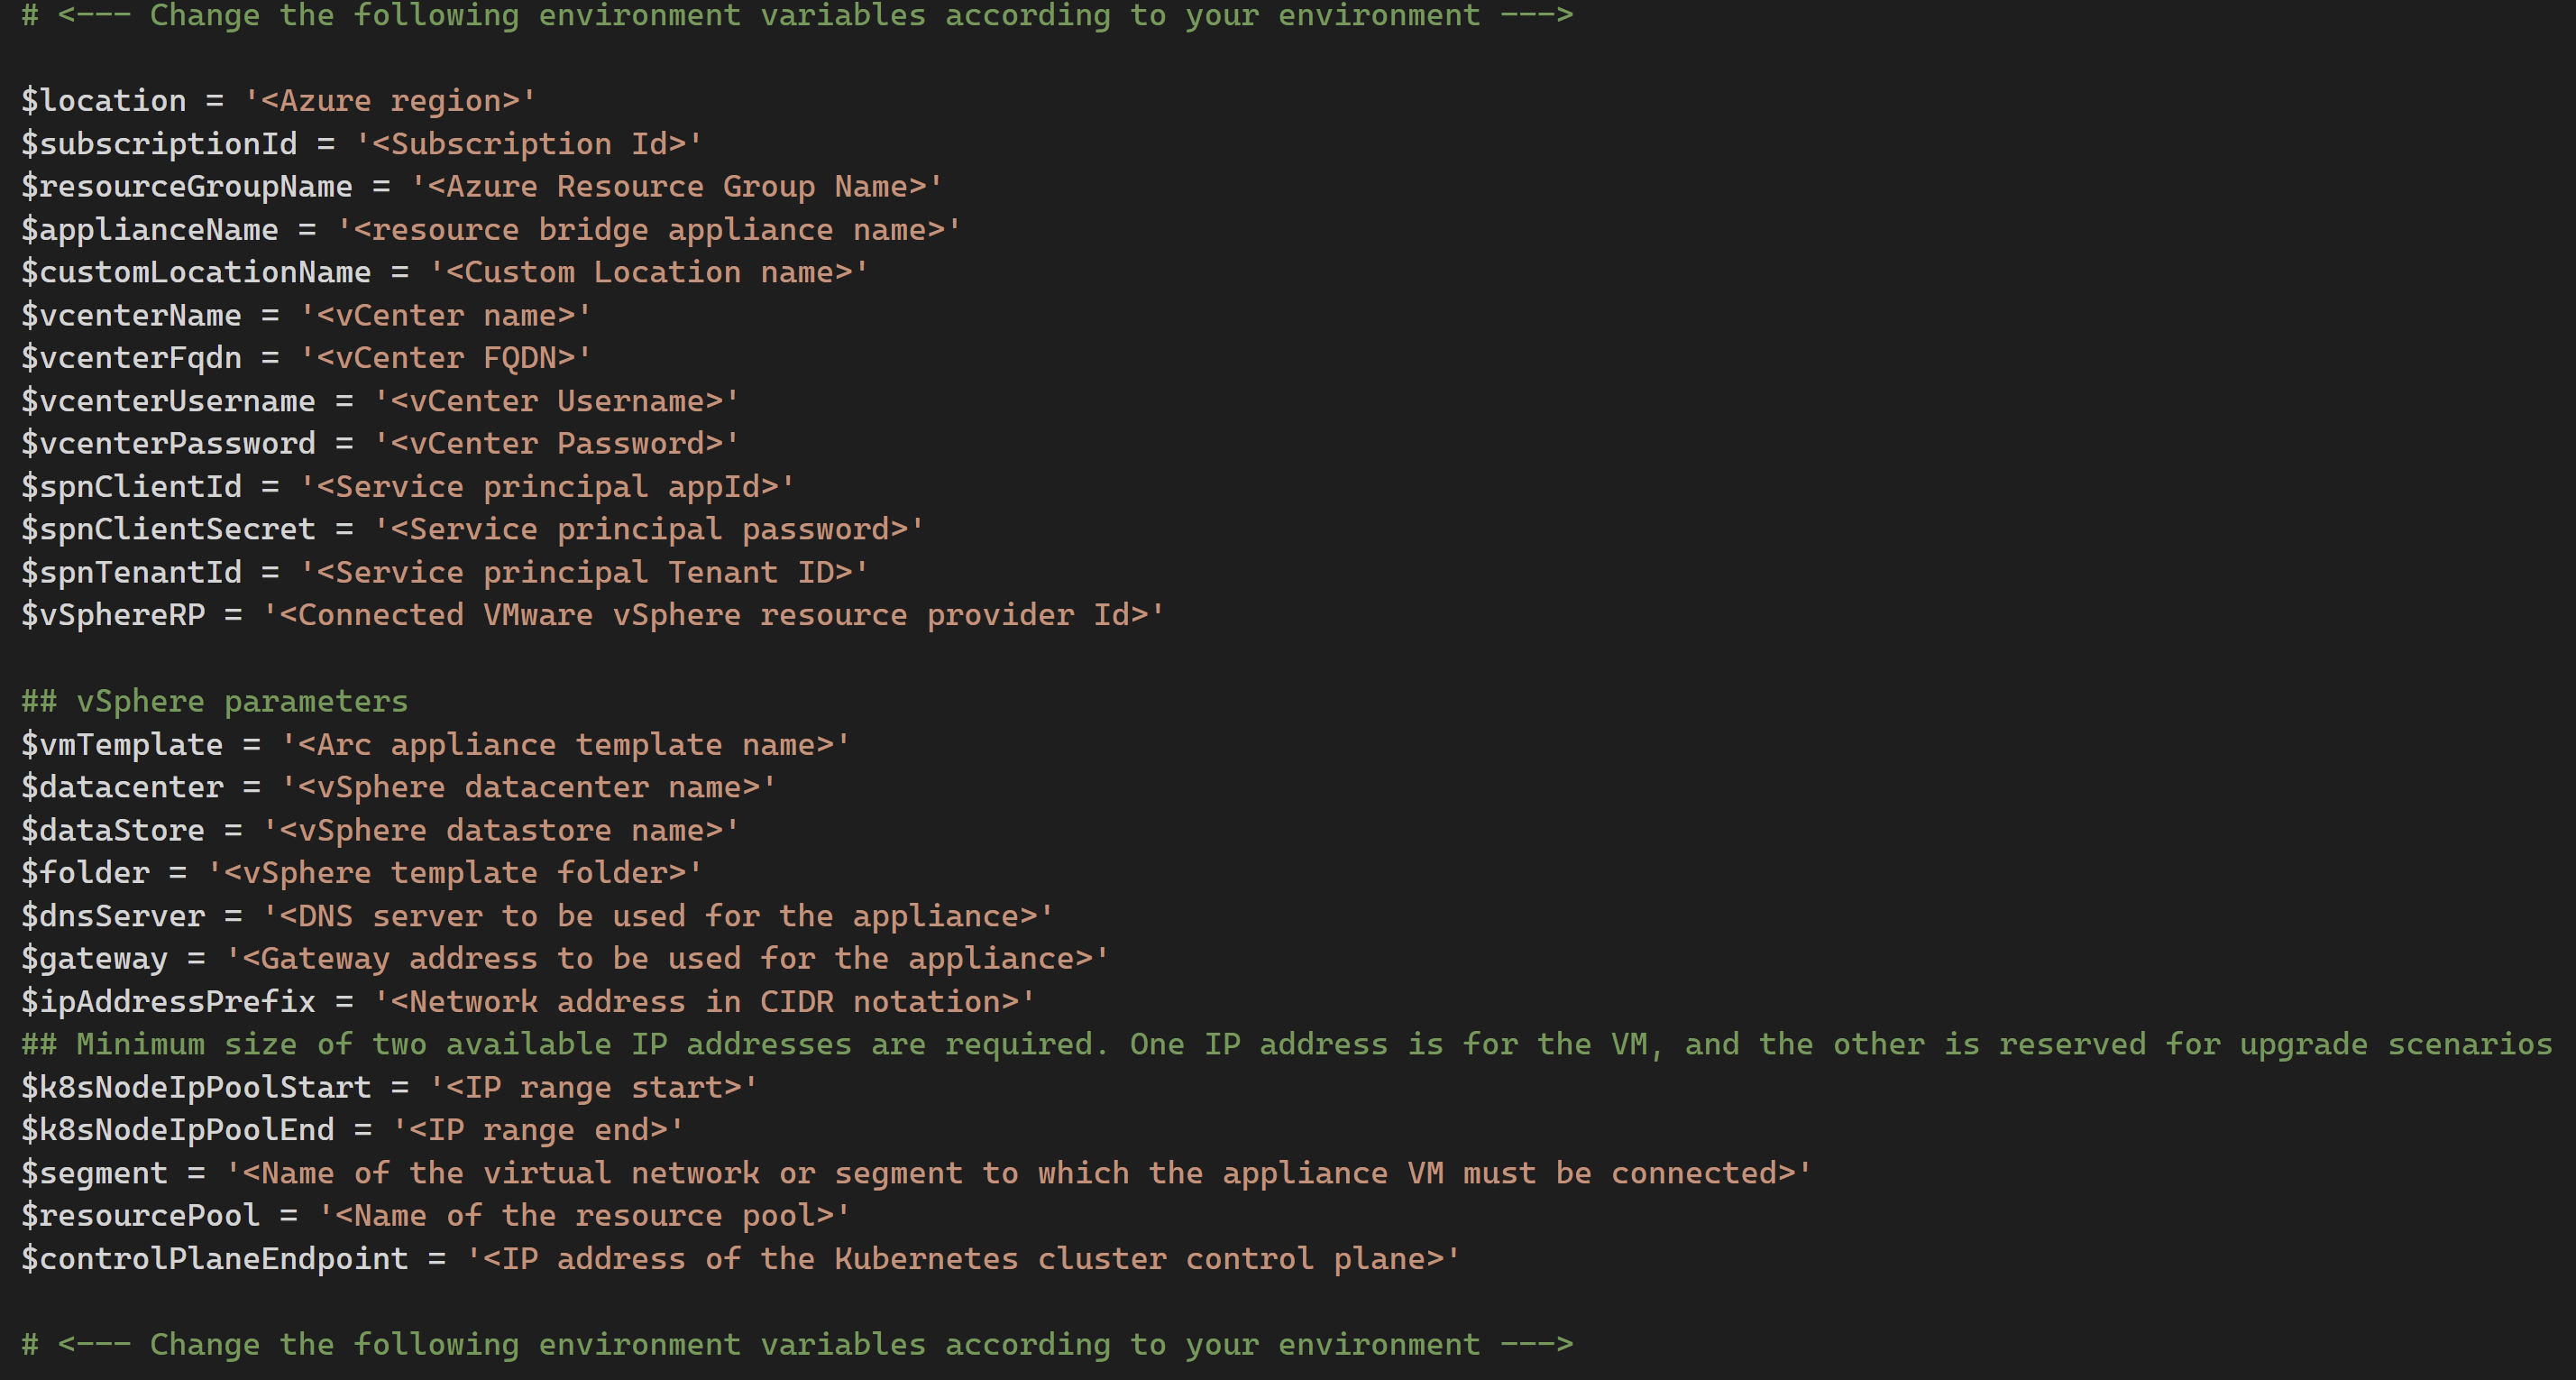 # <--- Change the following environment variables according to your environment --->
$location = '<Azure region>'
$subscriptionId = '<Subscription Id>'
$resourceGroupName = '<Azure Resource Group Name>'
$applianceName = '<resource bridge appliance name>'
$customLocationName = '<Custom Location name>'
$vcenterName = '<vCenter name>'
$vcenterFqdn = '<vCenter FQDN>'
$vcenterUsername = '<vCenter Username>'
$vcenterPassword = '<vCenter Password>'
$spnClientId = '<Service principal appId>'
$spnClientSecret = '<Service principal password>'
$spnTenantId = '<Service principal Tenant ID>'
$vSphereRP = '<Connected VMware vSphere resource provider Id>'
## vSphere parameters
$vmTemplate = '<Arc appliance template name>'
$datacenter = '<vSphere datacenter name>'
$dataStore = '<vSphere datastore name>'
$folder = '<vSphere template folder>'
$dnsServer = '<DNS server to be used for the appliance>'
$gateway = '<Gateway address to be used for the appliance>'
$ipAddressPrefix = '<Network address in CIDR notation>'
## Minimum size of two available IP addresses are required. One IP address is for the VM, and the other is reserved for upgrade scenarios
$k8sNodeIpPoolStart = '<IP range start>'
$k8sNodeIpPoolEnd = '<IP range end>'
$segment = '<Name of the virtual network or segment to which the appliance VM must be connected>'
$resourcePool = '<Name of the resource pool>'
$controlPlaneEndpoint = '<IP address of the Kubernetes cluster control plane>'
# <--- Change the following environment variables according to your environment --->